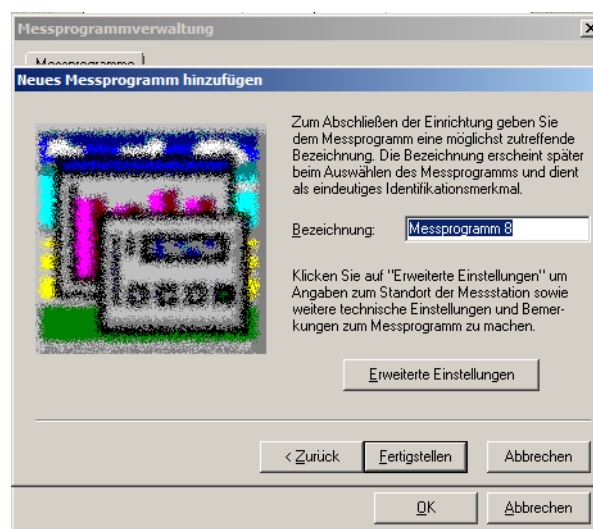 Messprogrammverwaltung
Messprogramme
Neues Messprogramm hinzufügen
Zum Abschließen der Einrichtung geben Sie
dem Messprogramm eine möglichst zutreffende
Bezeichnung. Die Bezeichnung erscheint später
beim Auswählen des Messprogramms und dient
als eindeutiges Identifikationsmerkmal.
Bezeichnung: Messprogramm 8
Klicken Sie auf "Erweiterte Einstellungen" um
Angaben zum Standort der Messstation sowie
weitere technische Einstellungen und Bemer-
kungen zum Messprogramm zu machen.
Erweiterte Einstellungen
< Zurück Fertigstellen Abbrechen
OK Abbrechen